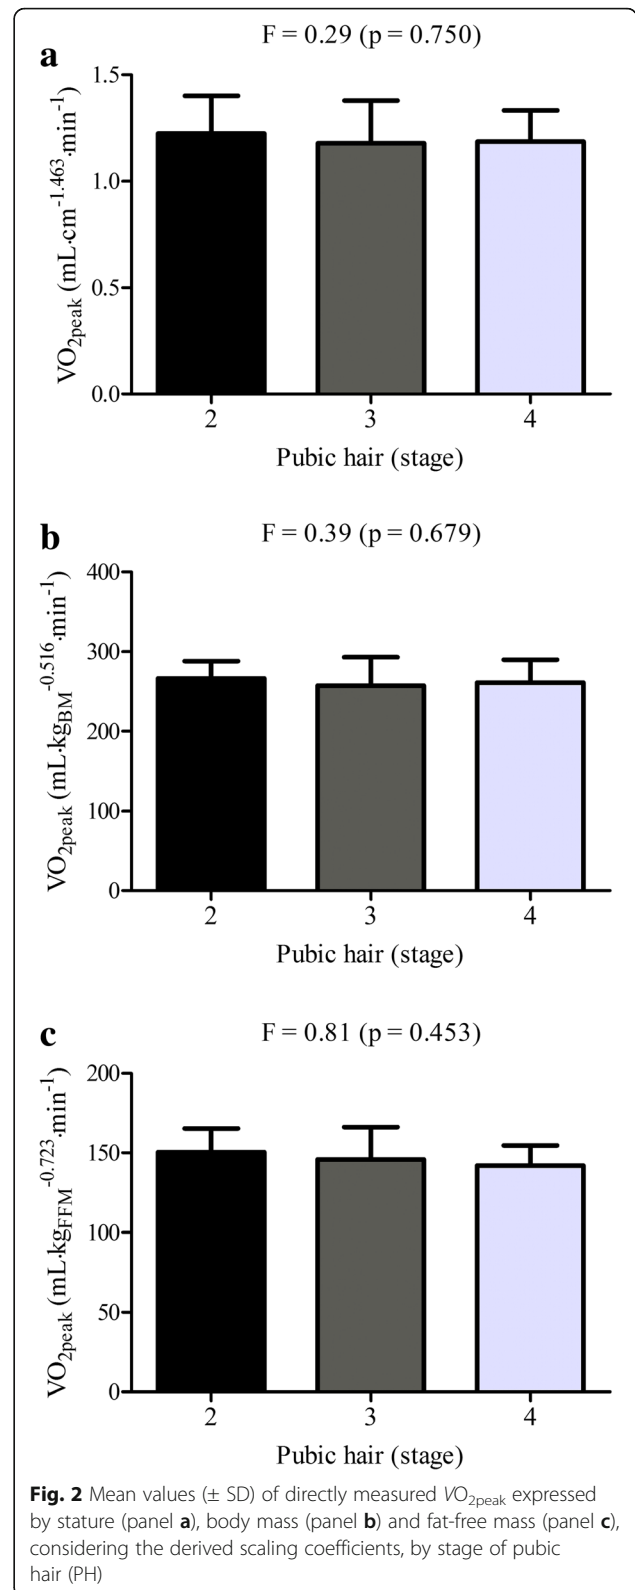 a
F = 0.29 (p = 0.750)
VO2peak (mL·cm-1.463·min-1)
1.5
1.0
0.5
0.0
2 3 4
Pubic hair (stage)
b
F = 0.39 (p = 0.679)
VO2peak (mL·kgBM-0.516·min-1)
400
300
200
100
0
2 3 4
Pubic hair (stage)
c
F = 0.81 (p = 0.453)
VO2peak (mL·kgFFM-0.723·min-1)
200
150
100
50
0
2 3 4
Pubic hair (stage)
Fig. 2 Mean values (± SD) of directly measured VO2peak expressed
by stature (panel a), body mass (panel b) and fat-free mass (panel c),
considering the derived scaling coefficients, by stage of pubic
hair (PH)